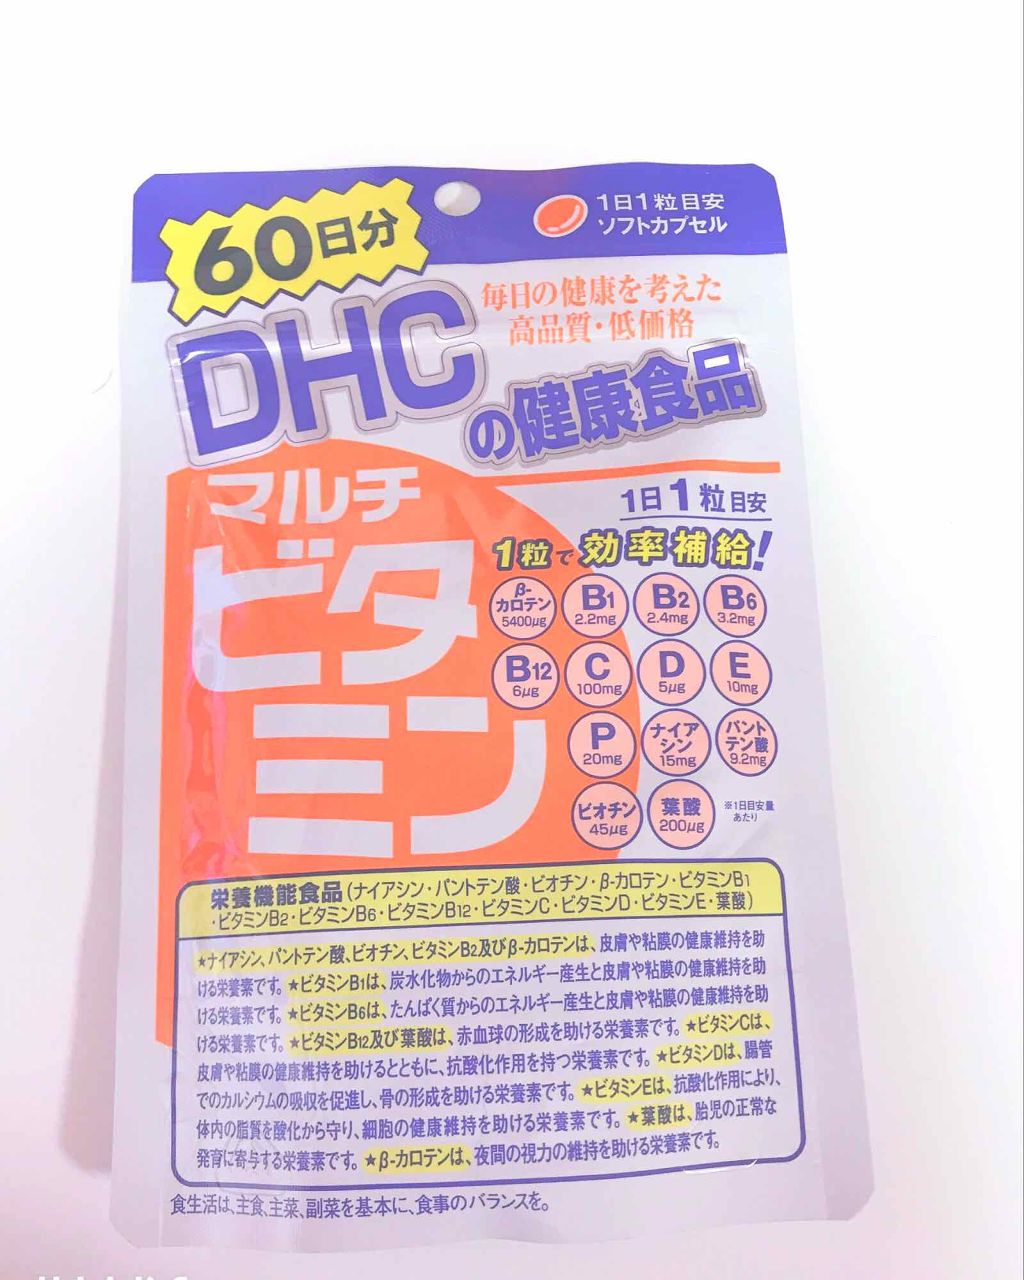 60日分
1日1粒目安
ソフトカプセル
毎日の健康を考えた
高品質・低価格
DHC
の健康食品
マルチ
ビタ
ミン
1日1粒目安
1粒で効率補給!
β-カロテン 5400μg
B1 2.2mg
B2 2.4mg
B6 3.2mg
B12 6μg
C 100mg
D 5μg
E 10mg
P 20mg
ナイアシン 15mg
パントテン酸 9.2mg
ビオチン 45μg
葉酸 200μg
※1日目安量
あたり
栄養機能食品(ナイアシン・パントテン酸・ビオチン・β-カロテン・ビタミンB1
・ビタミンB2・ビタミンB6・ビタミンB12・ビタミンC・ビタミンD・ビタミンE・葉酸)
★ナイアシン、パントテン酸、ビオチン、ビタミンB2及びβ-カロテンは、皮膚や粘膜の健康維持を助
ける栄養素です。★ビタミンB1は、炭水化物からのエネルギー産生と皮膚や粘膜の健康維持を助
ける栄養素です。★ビタミンB6は、たんぱく質からのエネルギー産生と皮膚や粘膜の健康維持を助
ける栄養素です。★ビタミンB12及び葉酸は、赤血球の形成を助ける栄養素です。★ビタミンCは、
皮膚や粘膜の健康維持を助けるとともに、抗酸化作用を持つ栄養素です。★ビタミンDは、腸管
でのカルシウムの吸収を促進し、骨の形成を助ける栄養素です。★ビタミンEは、抗酸化作用により、
体内の脂質を酸化から守り、細胞の健康維持を助ける栄養素です。★葉酸は、胎児の正常な
発育に寄与する栄養素です。★β-カロテンは、夜間の視力の維持を助ける栄養素です。
食生活は、主食、主菜、副菜を基本に、食事のバランスを。